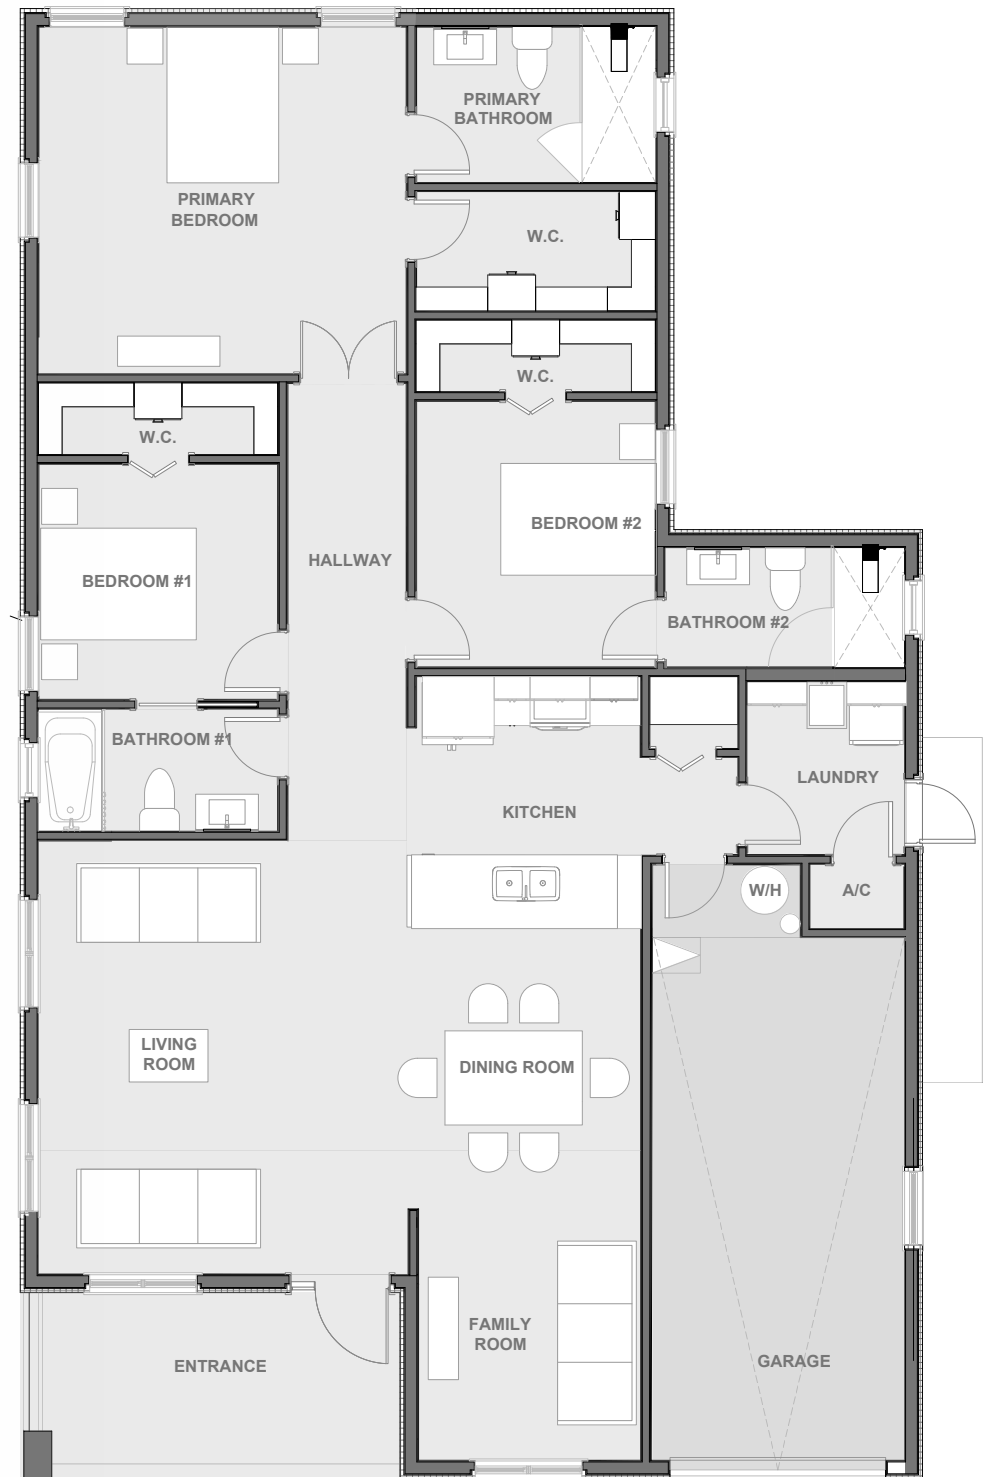 PRIMARY
BATHROOM
PRIMARY
BEDROOM
W.C.
W.C.
W.C.
BEDROOM #2
HALLWAY
BEDROOM #1
BATHROOM #2
BATHROOM #1
LAUNDRY
KITCHEN
W/H
A/C
LIVING
ROOM
DINING ROOM
FAMILY
ROOM
GARAGE
ENTRANCE